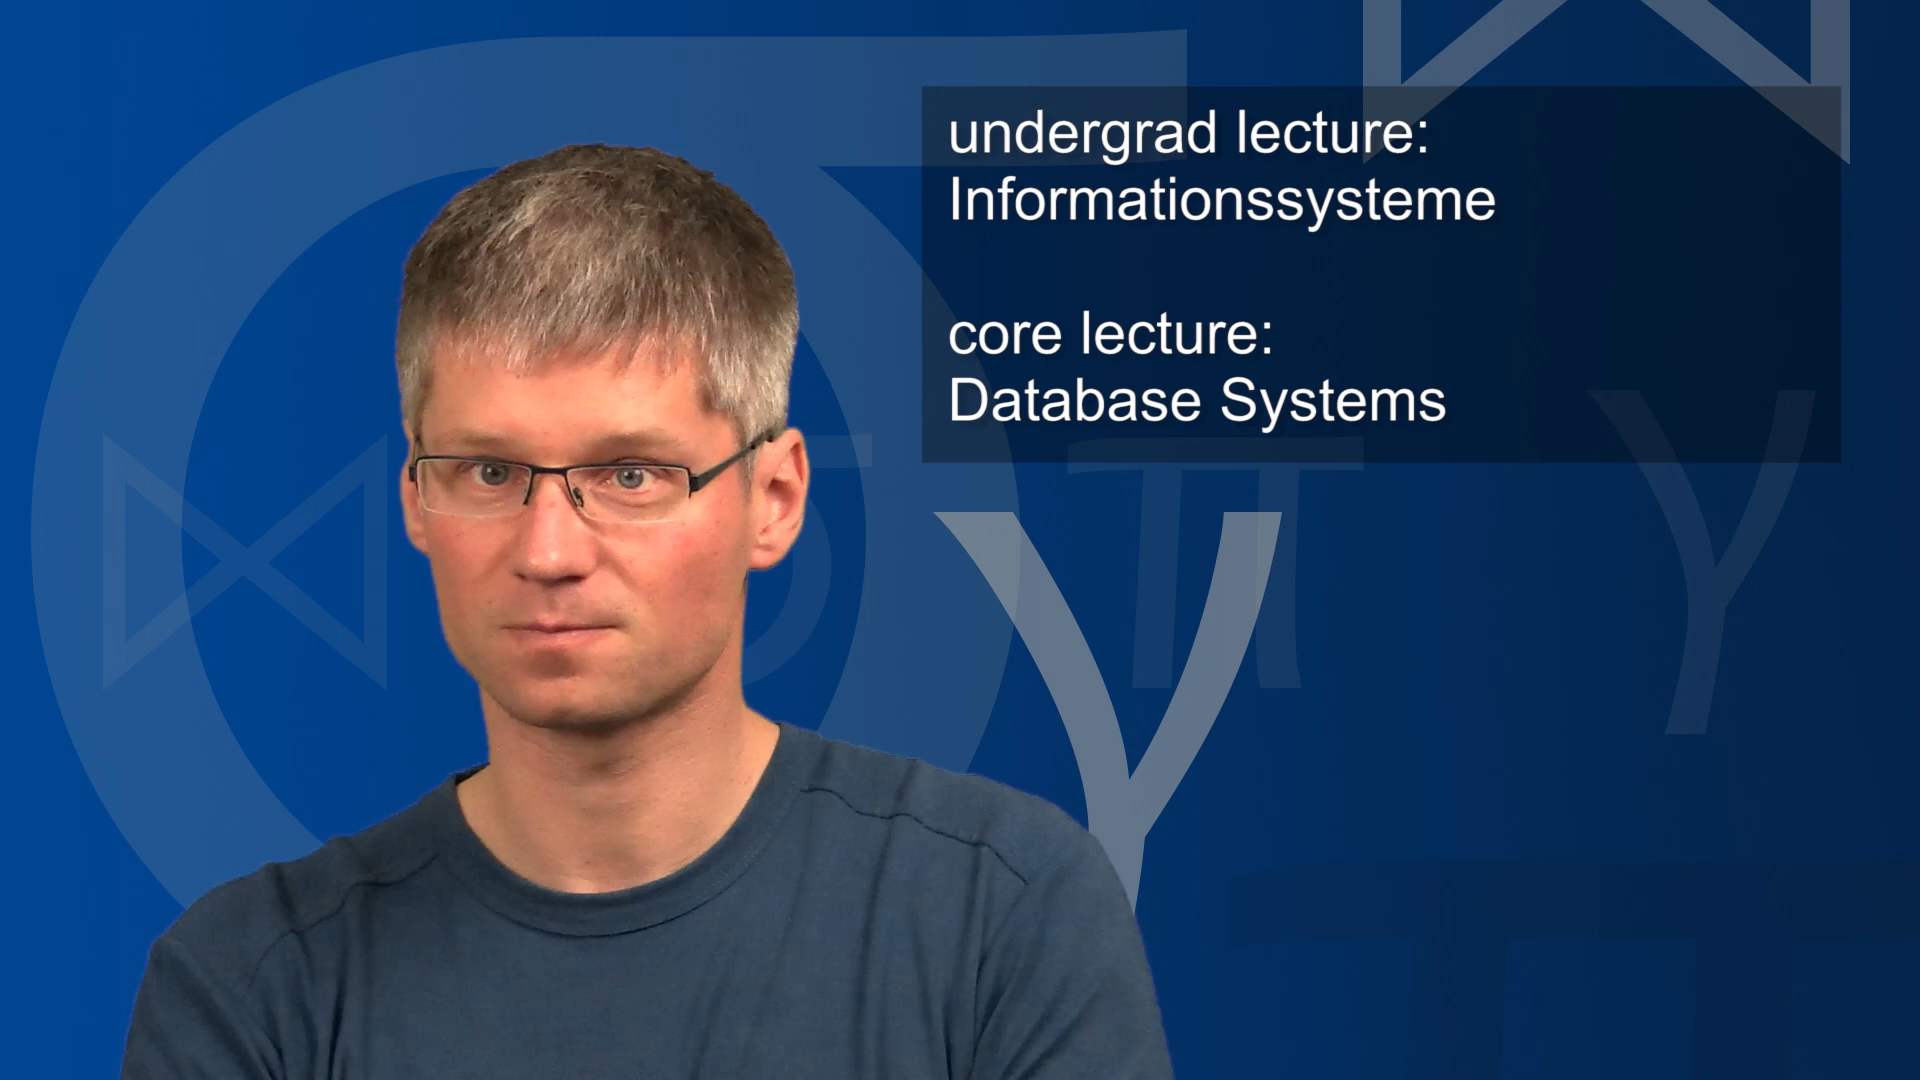 undergrad lecture:
Informationssysteme
core lecture:
Database Systems